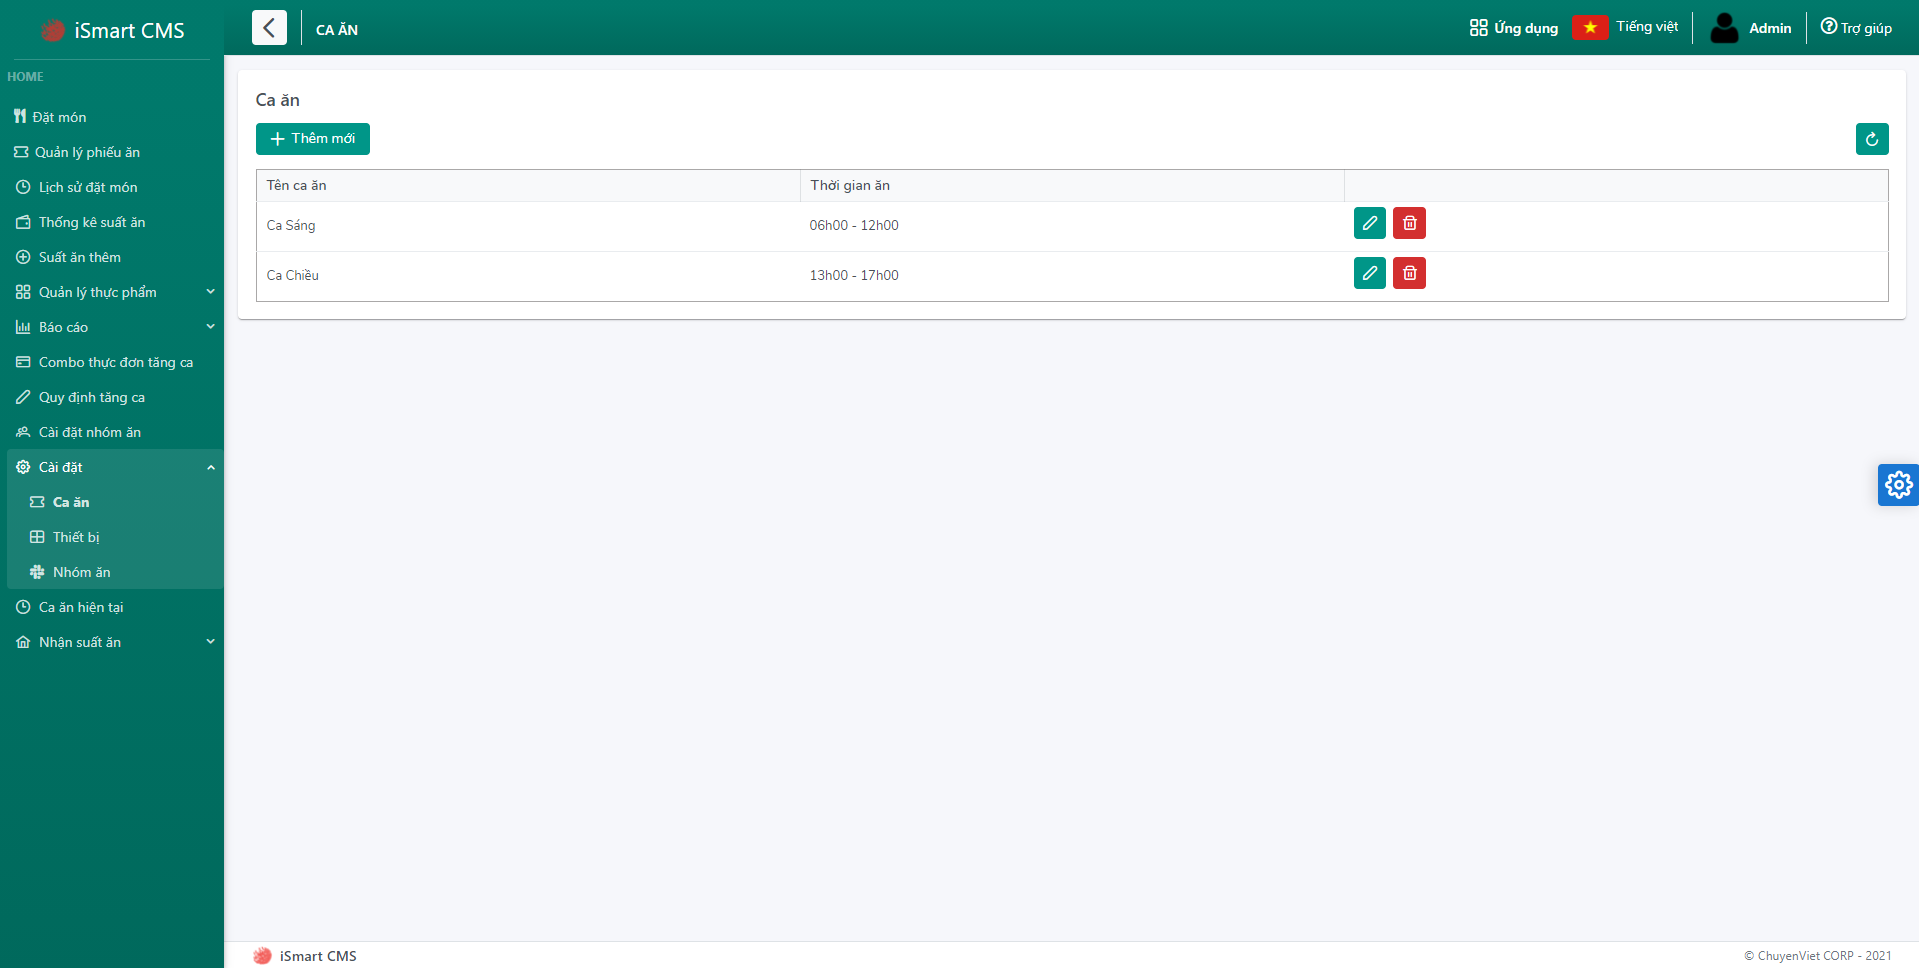 iSmart CMS
HOME
Đặt món
Quản lý phiếu ăn
Lịch sử đặt món
Thống kê suất ăn
Suất ăn thêm
Quản lý thực phẩm
Báo cáo
Combo thực đơn tăng ca
Quy định tăng ca
Cài đặt nhóm ăn
Cài đặt
Ca ăn
Thiết bị
Nhóm ăn
Ca ăn hiện tại
Nhận suất ăn
CA ĂN
Ứng dụng
Tiếng việt
Admin
Trợ giúp
Ca ăn
Thêm mới
Tên ca ăn
Thời gian ăn
Ca Sáng
06h00 - 12h00
Ca Chiều
13h00 - 17h00
iSmart CMS
© ChuyenViet CORP - 2021